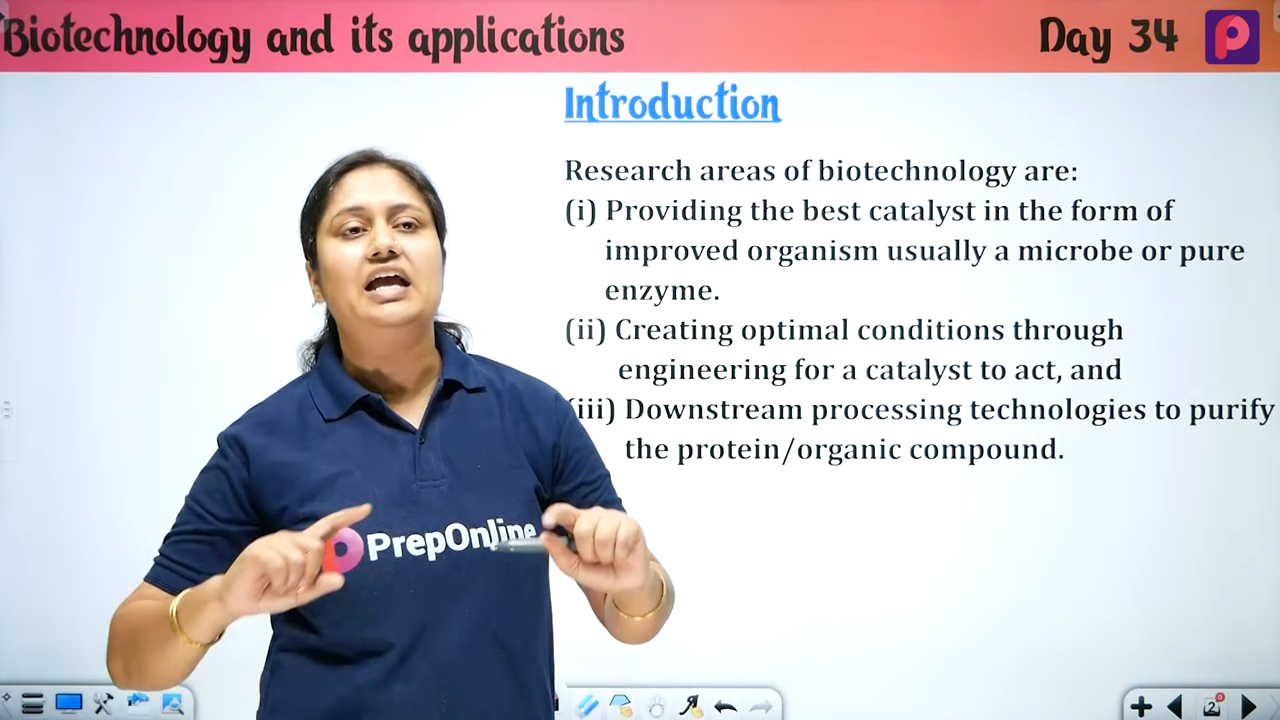 Biotechnology and its applications
Day 34
Introduction
Research areas of biotechnology are:
(i) Providing the best catalyst in the form of
improved organism usually a microbe or pure
enzyme.
(ii) Creating optimal conditions through
engineering for a catalyst to act, and
(iii) Downstream processing technologies to purify
the protein/organic compound.
PrepOnline
2